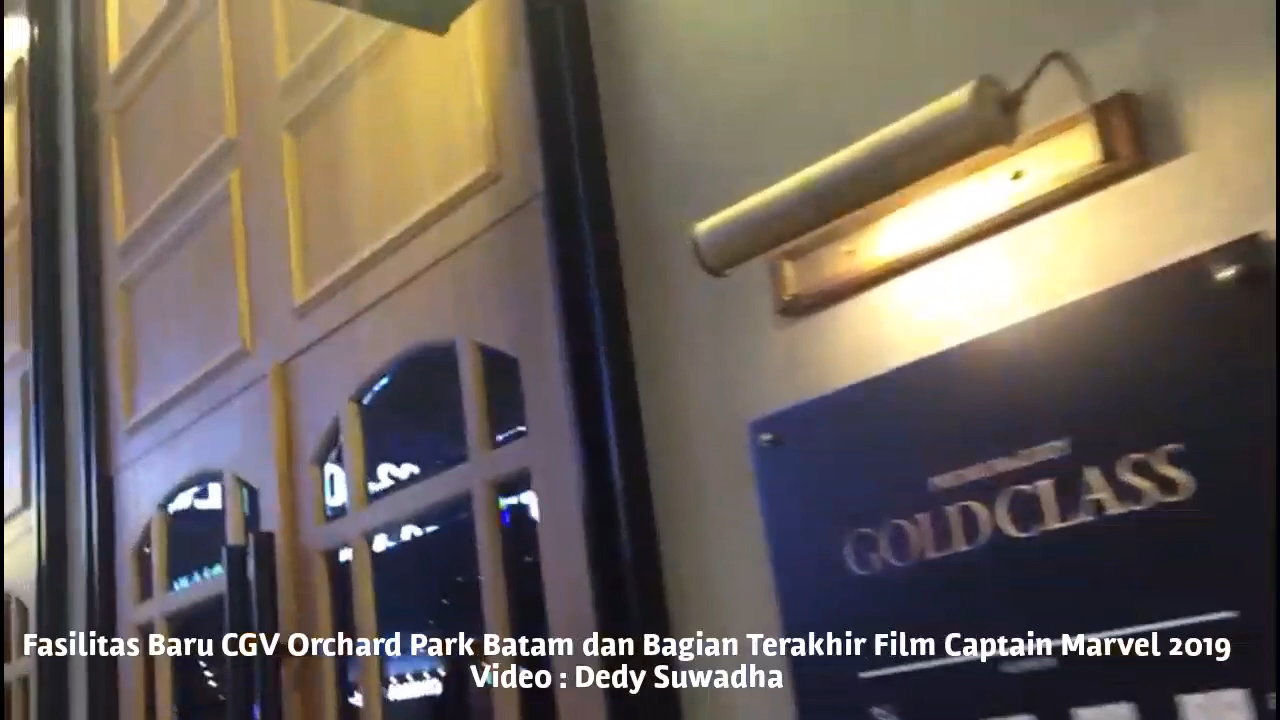 GOLD CLASS
Fasilitas Baru CGV Orchard Park Batam dan Bagian Terakhir Film Captain Marvel 2019
Video : Dedy Suwadha